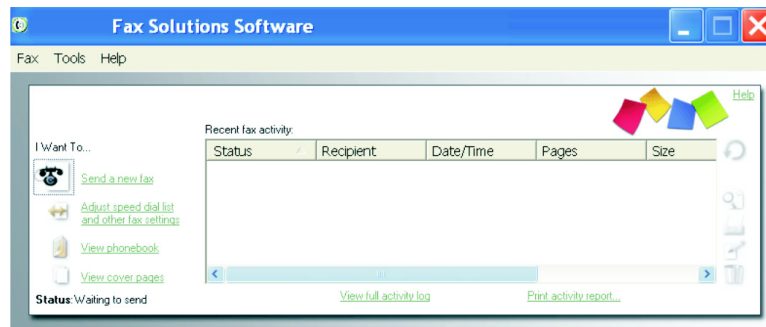 Fax Solutions Software
Fax Tools Help
Help
Recent fax activity:
I Want To...
Status Recipient Date/Time Pages Size
Send a new fax
Adjust speed dial list
and other fax settings
View phonebook
View cover pages
Status: Waiting to send
View full activity log
Print activity report...